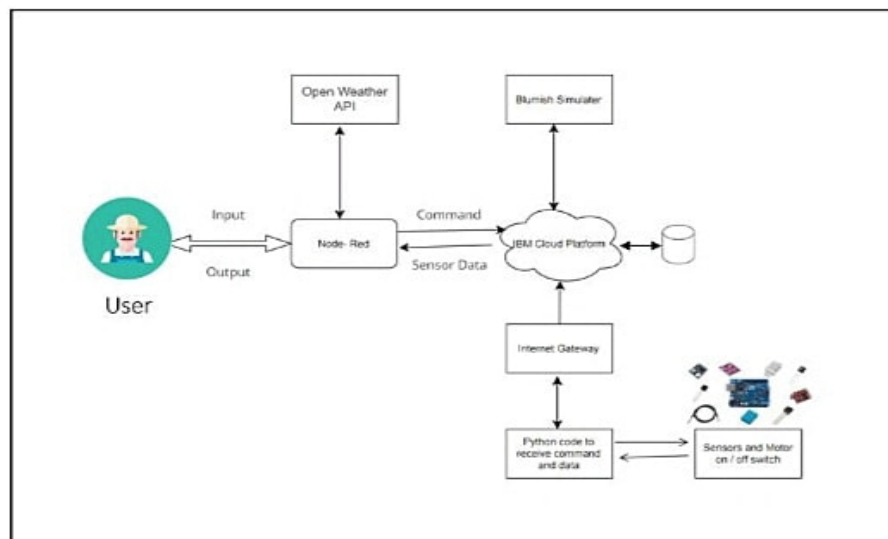 Open Weather
API
Blumish Simulater
Input
Command
Node- Red
IBM Cloud Platform
Output
Sensor Data
User
Internet Gateway
Python code to
receive command
and data
Sensors and Motor
on / off switch